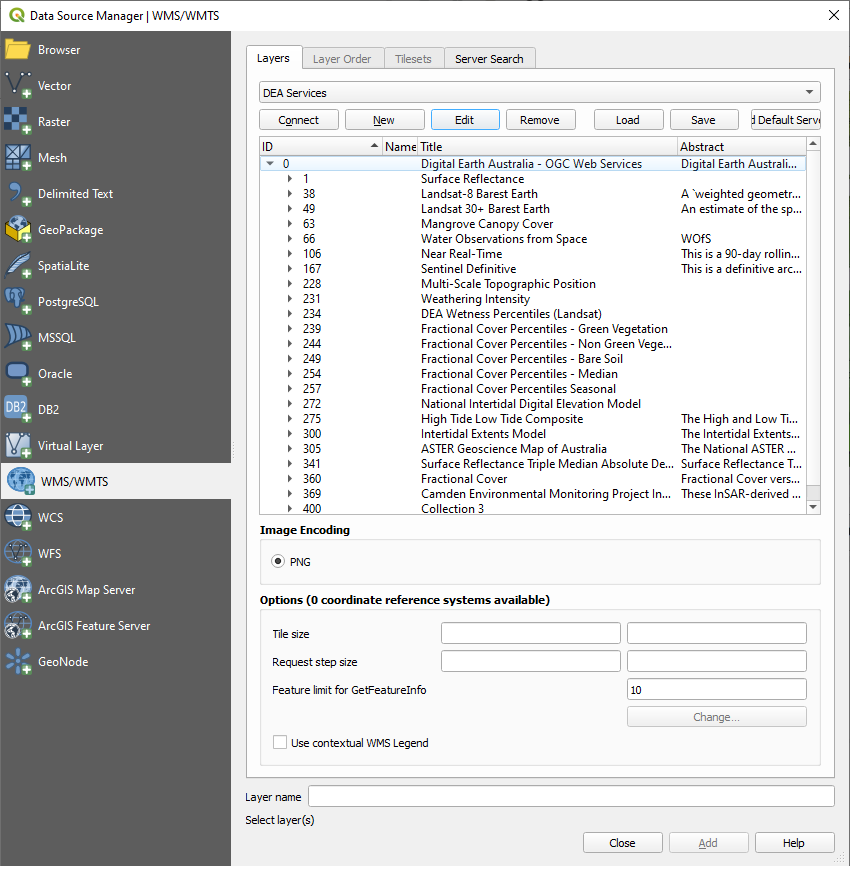 Data Source Manager | WMS/WMTS
Browser
Vector
Raster
Mesh
Delimited Text
GeoPackage
SpatiaLite
PostgreSQL
MSSQL
Oracle
DB2
DB2
Virtual Layer
WMS/WMTS
WCS
WFS
ArcGIS Map Server
ArcGIS Feature Server
GeoNode
Layers Layer Order Tilesets Server Search
DEA Services
Connect New Edit Remove Load Save d Default Serve
ID Name Title Abstract
0 Digital Earth Australia - OGC Web Services Digital Earth Australi...
1 Surface Reflectance
38 Landsat-8 Barest Earth A `weighted geometr...
49 Landsat 30+ Barest Earth An estimate of the sp...
63 Mangrove Canopy Cover
66 Water Observations from Space WOfS
106 Near Real-Time This is a 90-day rollin...
167 Sentinel Definitive This is a definitive arc...
228 Multi-Scale Topographic Position
231 Weathering Intensity
234 DEA Wetness Percentiles (Landsat)
239 Fractional Cover Percentiles - Green Vegetation
244 Fractional Cover Percentiles - Non Green Vege...
249 Fractional Cover Percentiles - Bare Soil
254 Fractional Cover Percentiles - Median
257 Fractional Cover Percentiles Seasonal
272 National Intertidal Digital Elevation Model
275 High Tide Low Tide Composite The High and Low Ti...
300 Intertidal Extents Model The Intertidal Extents...
305 ASTER Geoscience Map of Australia The National ASTER ...
341 Surface Reflectance Triple Median Absolute De... Surface Reflectance T...
360 Fractional Cover Fractional Cover vers...
369 Camden Environmental Monitoring Project In... These InSAR-derived ...
400 Collection 3
Image Encoding
PNG
Options (0 coordinate reference systems available)
Tile size
Request step size
Feature limit for GetFeatureInfo 10
Change...
Use contextual WMS Legend
Layer name
Select layer(s)
Close Add Help